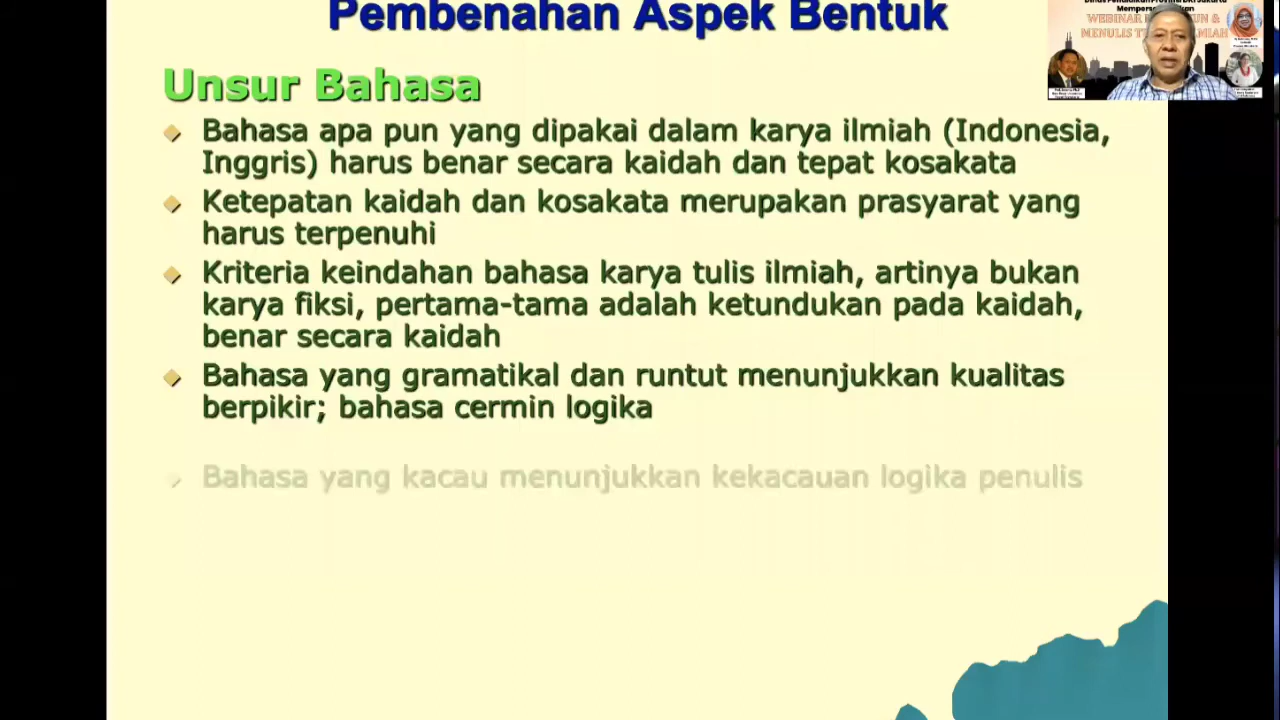 Pembenahan Aspek Bentuk
Unsur Bahasa
Bahasa apa pun yang dipakai dalam karya ilmiah (Indonesia,
Inggris) harus benar secara kaidah dan tepat kosakata
Ketepatan kaidah dan kosakata merupakan prasyarat yang
harus terpenuhi
Kriteria keindahan bahasa karya tulis ilmiah, artinya bukan
karya fiksi, pertama-tama adalah ketundukan pada kaidah,
benar secara kaidah
Bahasa yang gramatikal dan runtut menunjukkan kualitas
berpikir; bahasa cermin logika
Bahasa yang kacau menunjukkan kekacauan logika penulis
WEBINAR
MENULIS